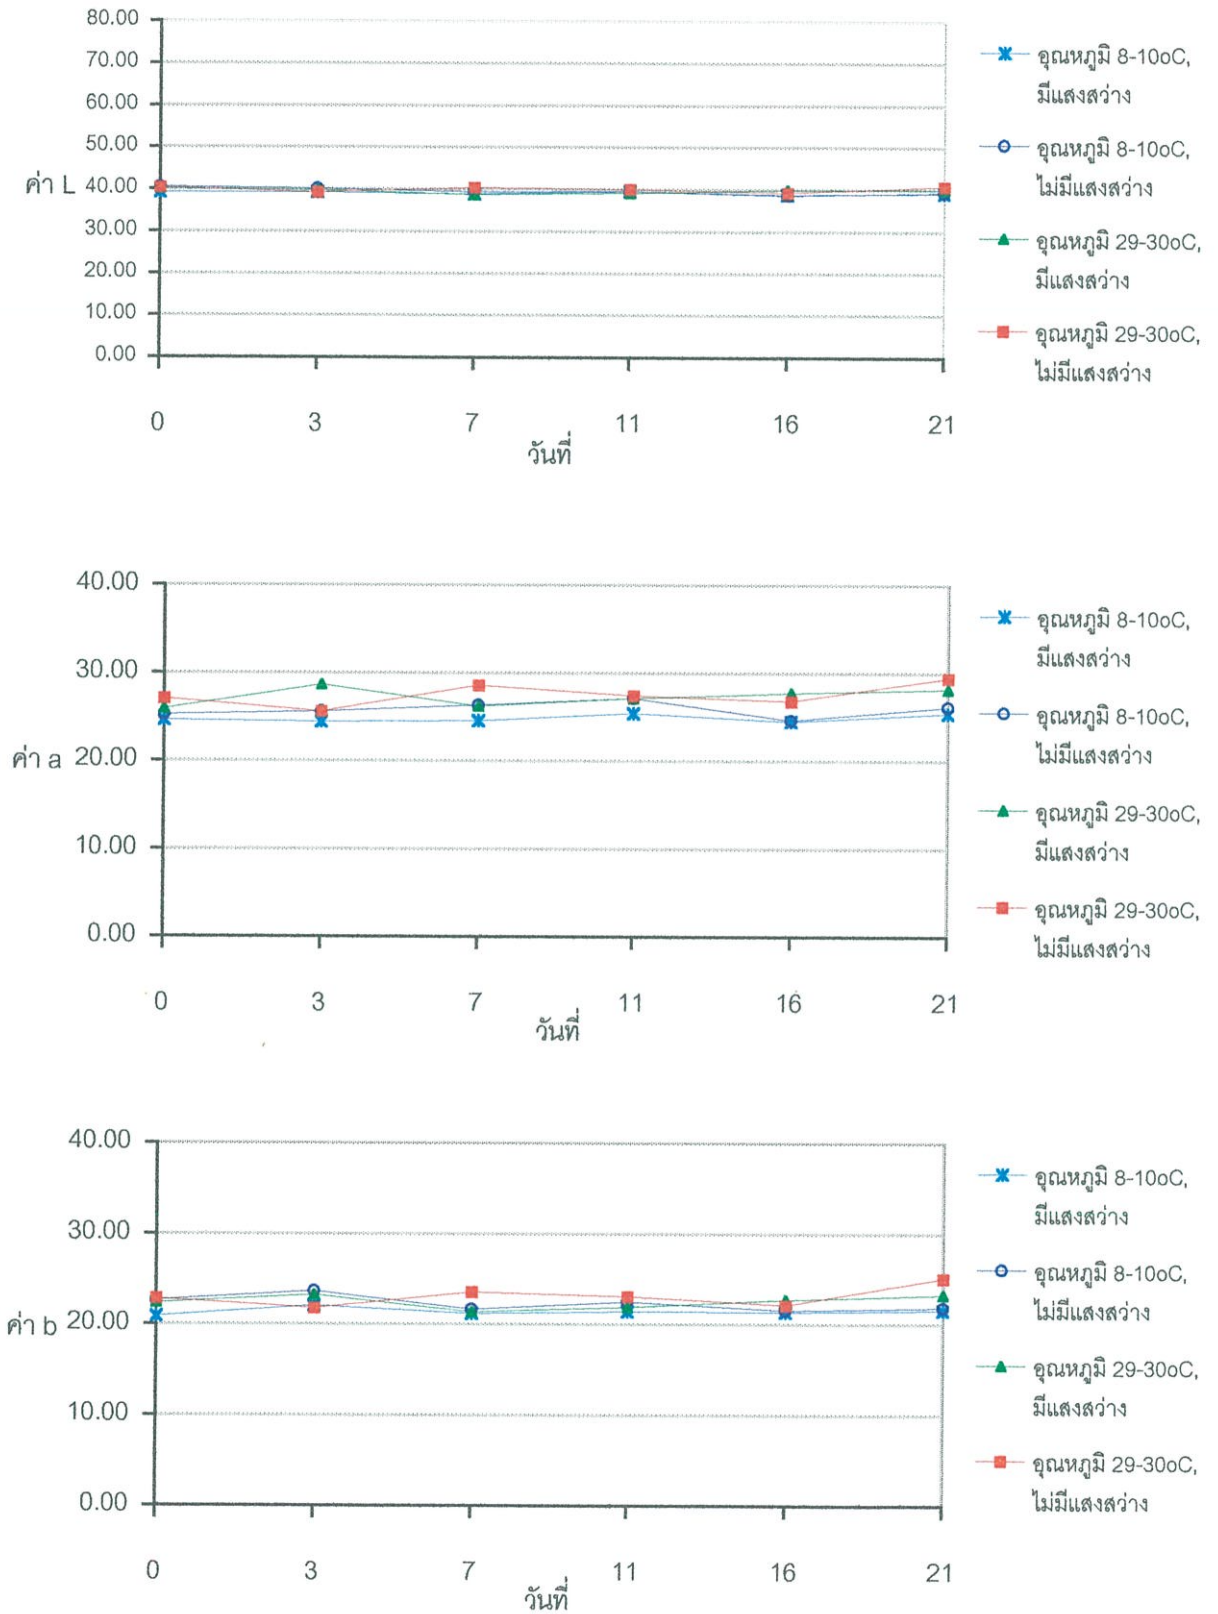 80.00
70.00
60.00
50.00
ค่า L 40.00
30.00
20.00
10.00
0.00
0 3 7 11 16 21
วันที่
อุณหภูมิ 8-10oC,
มีแสงสว่าง
อุณหภูมิ 8-10oC,
ไม่มีแสงสว่าง
อุณหภูมิ 29-30oC,
มีแสงสว่าง
อุณหภูมิ 29-30oC,
ไม่มีแสงสว่าง
40.00
30.00
ค่า a 20.00
10.00
0.00
0 3 7 11 16 21
วันที่
อุณหภูมิ 8-10oC,
มีแสงสว่าง
อุณหภูมิ 8-10oC,
ไม่มีแสงสว่าง
อุณหภูมิ 29-30oC,
มีแสงสว่าง
อุณหภูมิ 29-30oC,
ไม่มีแสงสว่าง
40.00
30.00
ค่า b 20.00
10.00
0.00
0 3 7 11 16 21
วันที่
อุณหภูมิ 8-10oC,
มีแสงสว่าง
อุณหภูมิ 8-10oC,
ไม่มีแสงสว่าง
อุณหภูมิ 29-30oC,
มีแสงสว่าง
อุณหภูมิ 29-30oC,
ไม่มีแสงสว่าง